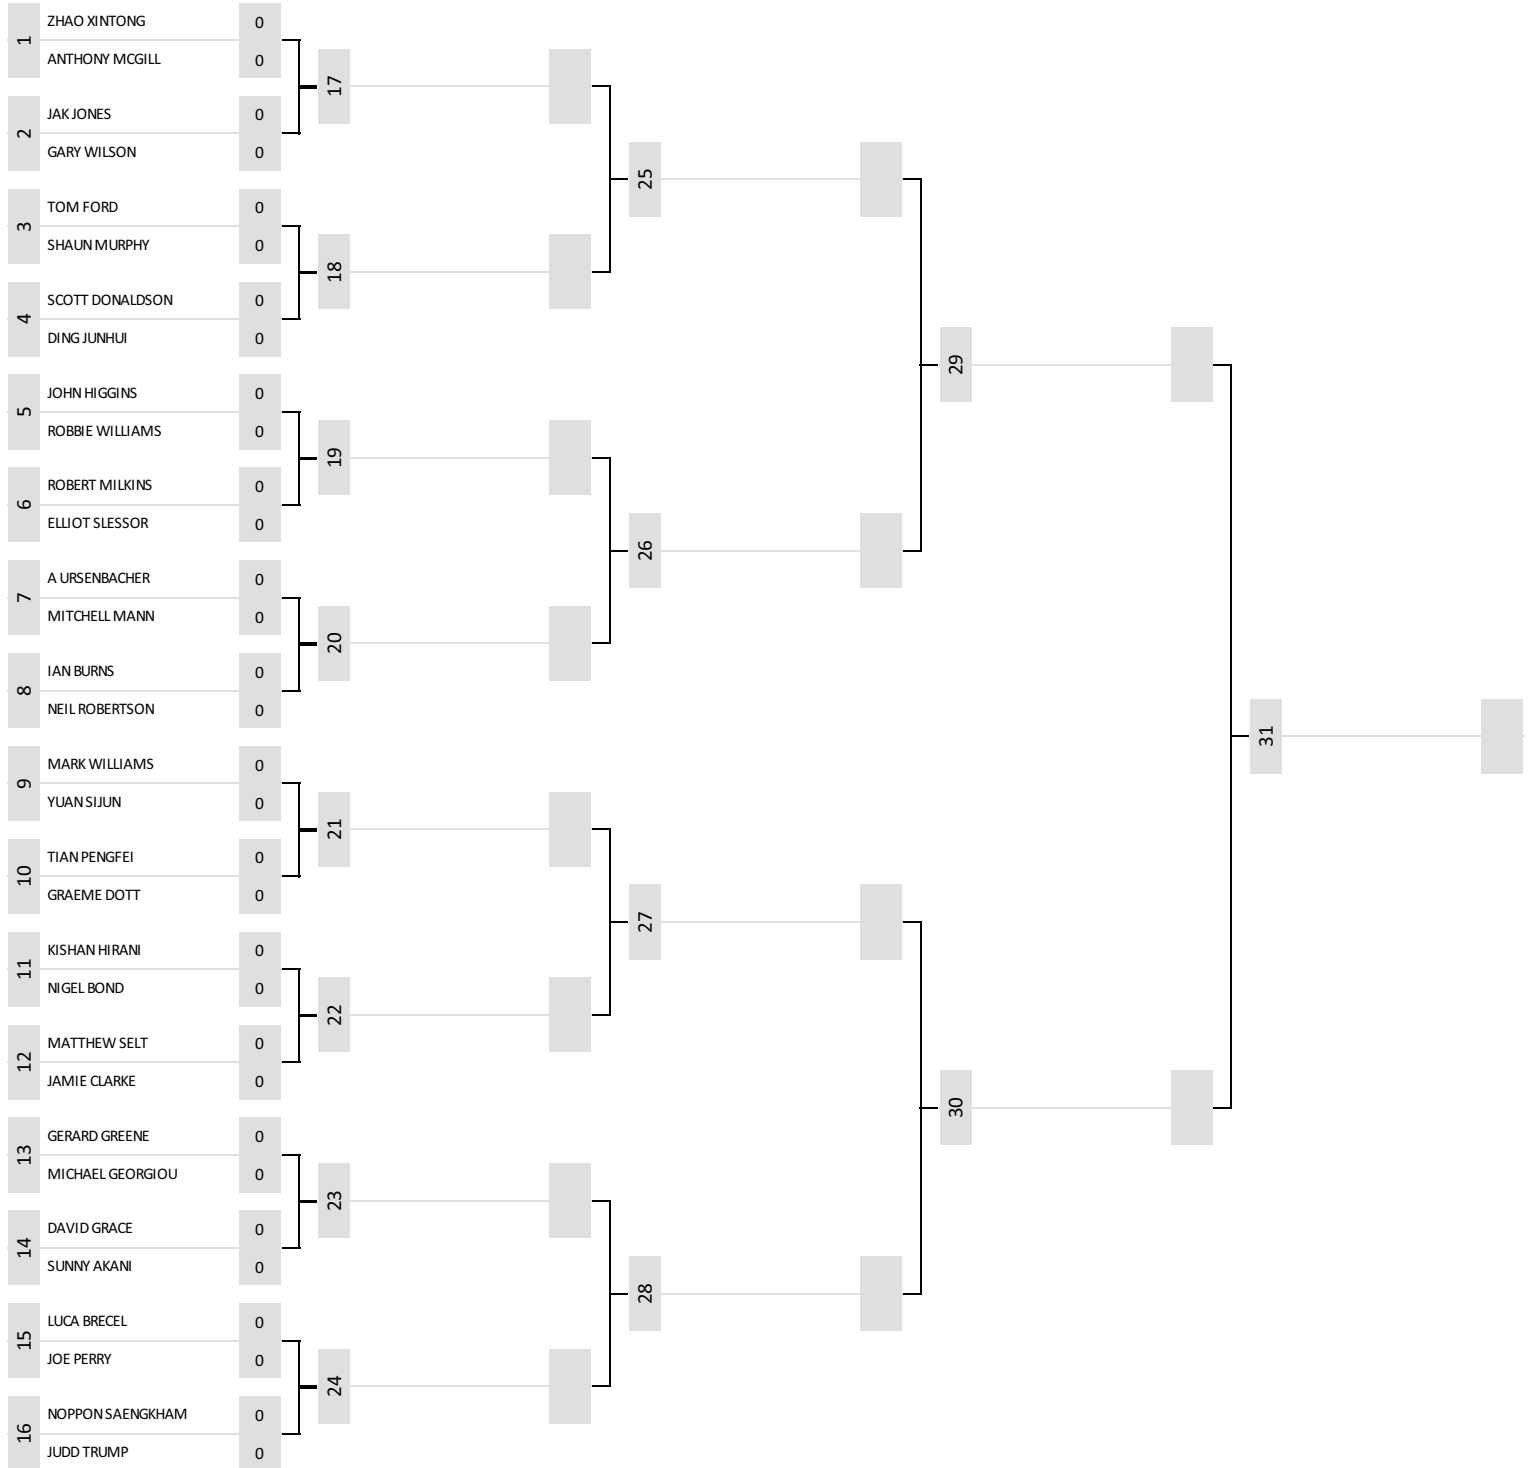 1
ZHAO XINTONG 0
ANTHONY MCGILL 0
2
JAK JONES 0
GARY WILSON 0
3
TOM FORD 0
SHAUN MURPHY 0
4
SCOTT DONALDSON 0
DING JUNHUI 0
5
JOHN HIGGINS 0
ROBBIE WILLIAMS 0
6
ROBERT MILKINS 0
ELLIOT SLESSOR 0
7
A URSENBACHER 0
MITCHELL MANN 0
8
IAN BURNS 0
NEIL ROBERTSON 0
9
MARK WILLIAMS 0
YUAN SIJUN 0
10
TIAN PENGFEI 0
GRAEME DOTT 0
11
KISHAN HIRANI 0
NIGEL BOND 0
12
MATTHEW SELT 0
JAMIE CLARKE 0
13
GERARD GREENE 0
MICHAEL GEORGIOU 0
14
DAVID GRACE 0
SUNNY AKANI 0
15
LUCA BRECEL 0
JOE PERRY 0
16
NOPPON SAENGKHAM 0
JUDD TRUMP 0
17
18
19
20
21
22
23
24
25
26
27
28
29
30
31